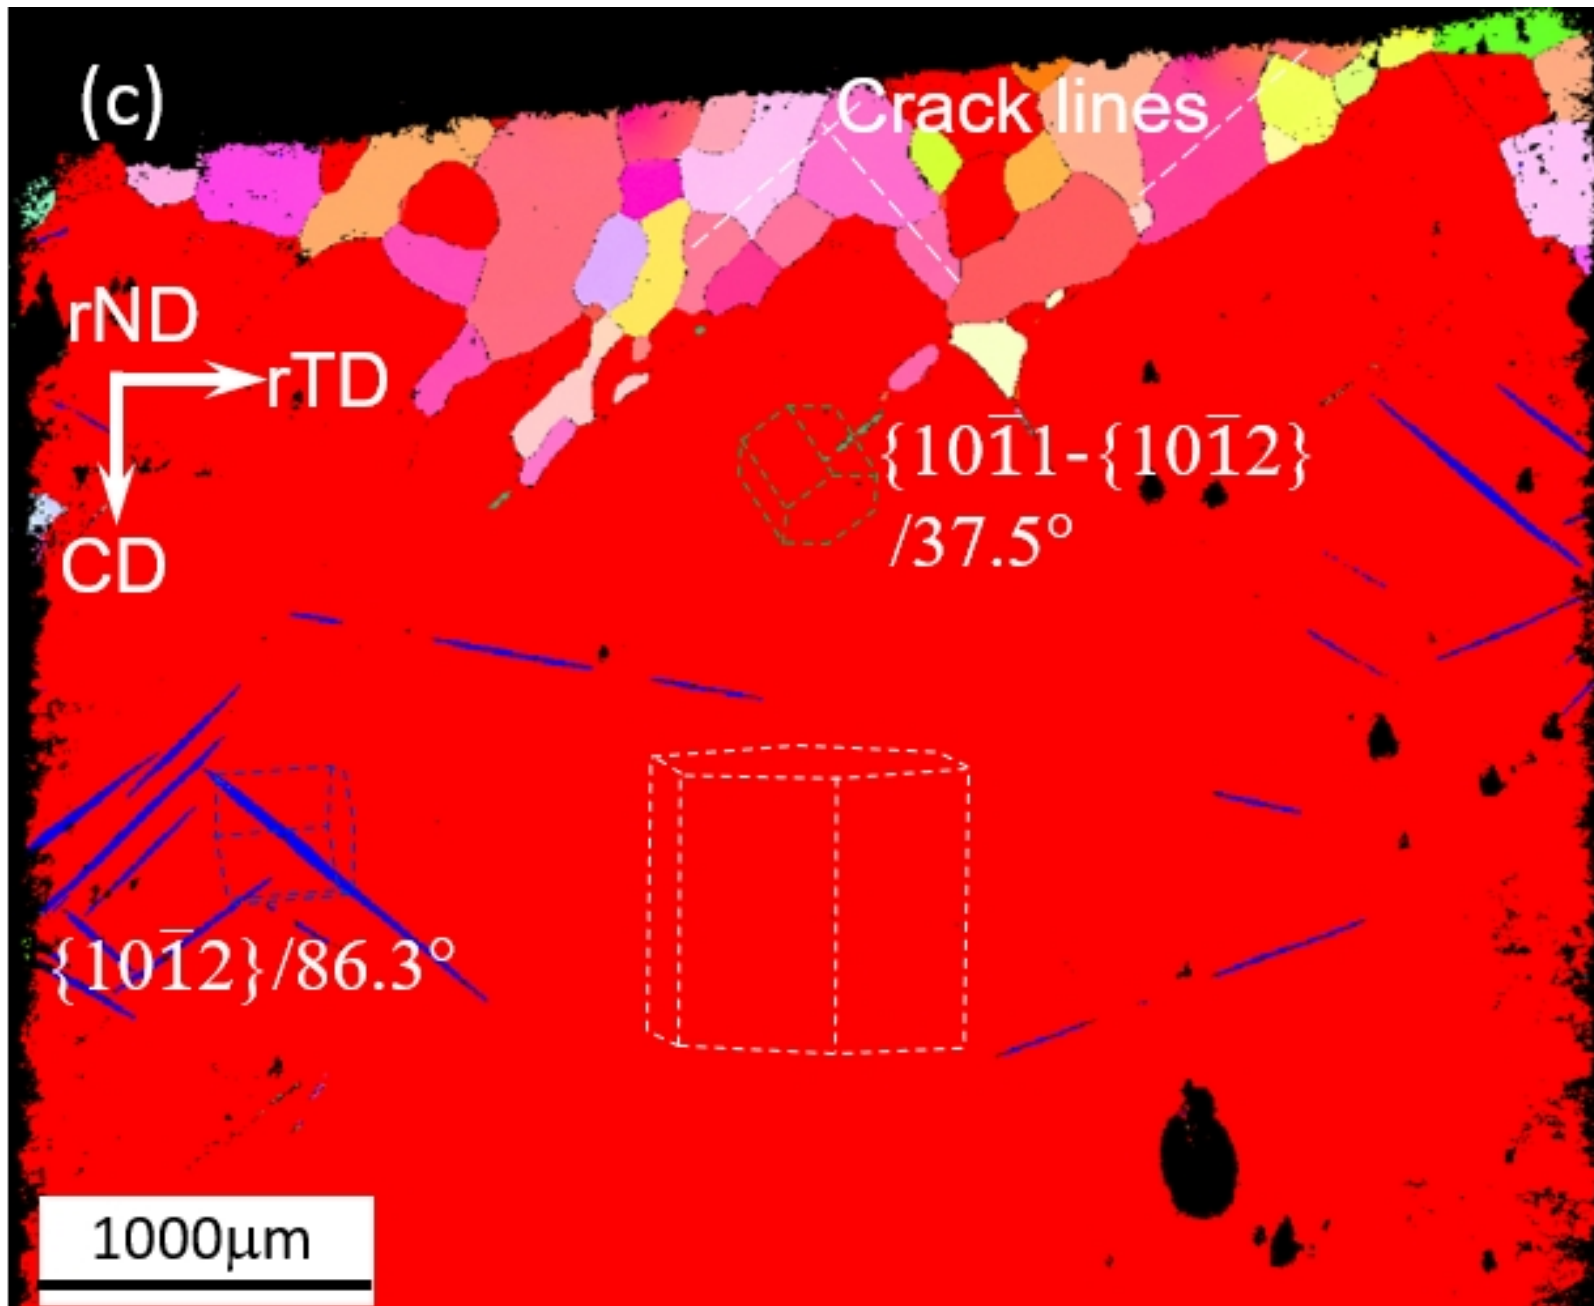 (c)
Crack lines
rND
rTD
CD
{101̅1-{101̅2}
/37.5°
{101̅2}/86.3°
1000μm